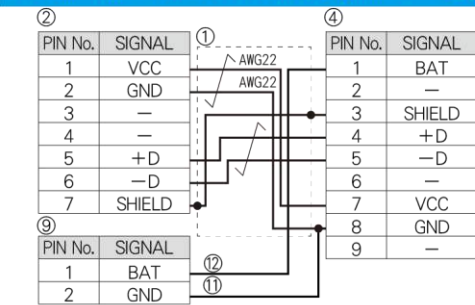 ②
PIN No. SIGNAL
1 VCC
2 GND
3 −
4 −
5 +D
6 −D
7 SHIELD
①
AWG22
AWG22
④
PIN No. SIGNAL
1 BAT
2 −
3 SHIELD
4 +D
5 −D
6 −
7 VCC
8 GND
9 −
⑨
PIN No. SIGNAL
1 BAT
2 GND
⑫
⑪